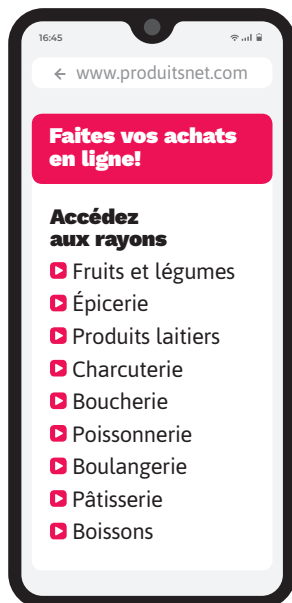 16:45
www.produitsnet.com
Faites vos achats
en ligne!
Accédez
aux rayons
Fruits et légumes
Épicerie
Produits laitiers
Charcuterie
Boucherie
Poissonnerie
Boulangerie
Pâtisserie
Boissons